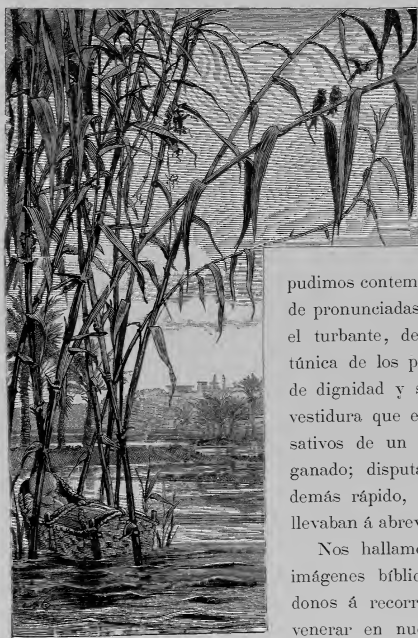 pudimos contem
de pronunciadas
el turbante, de
túnica de los p
de dignidad y s
vestidura que e
sativos de un
ganado; disputa
demás rápido,
llevaban á abrev
Nos hallamo
imágenes bíblic
donos á recorr
venerar en nu